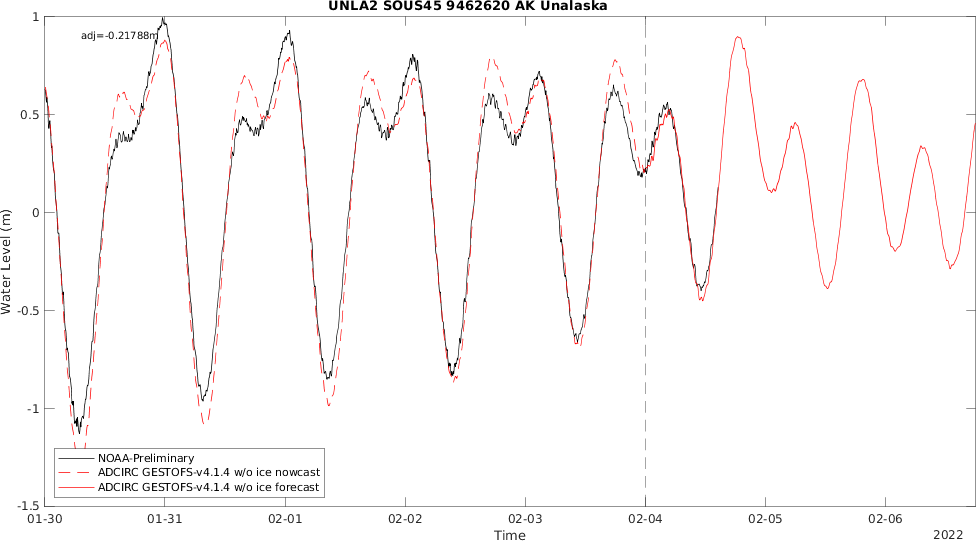 UNLA2 SOUS45 9462620 AK Unalaska
adj=-0.21788m
Water Level (m)
1
0.5
0
-0.5
-1
-1.5
NOAA-Preliminary
ADCIRC GESTOFS-v4.1.4 w/o ice nowcast
ADCIRC GESTOFS-v4.1.4 w/o ice forecast
01-30 01-31 02-01 02-02 02-03 02-04 02-05 02-06
Time
2022